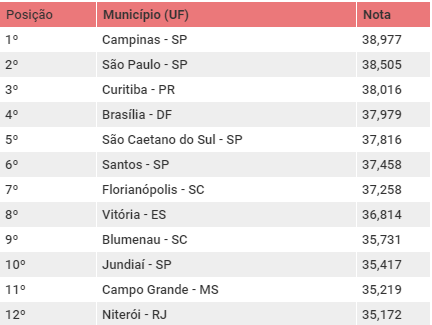 Posição Município (UF) Nota
1º Campinas - SP 38,977
2º São Paulo - SP 38,505
3º Curitiba - PR 38,016
4º Brasília - DF 37,979
5º São Caetano do Sul - SP 37,816
6º Santos - SP 37,458
7º Florianópolis - SC 37,258
8º Vitória - ES 36,814
9º Blumenau - SC 35,731
10º Jundiaí - SP 35,417
11º Campo Grande - MS 35,219
12º Niterói - RJ 35,172